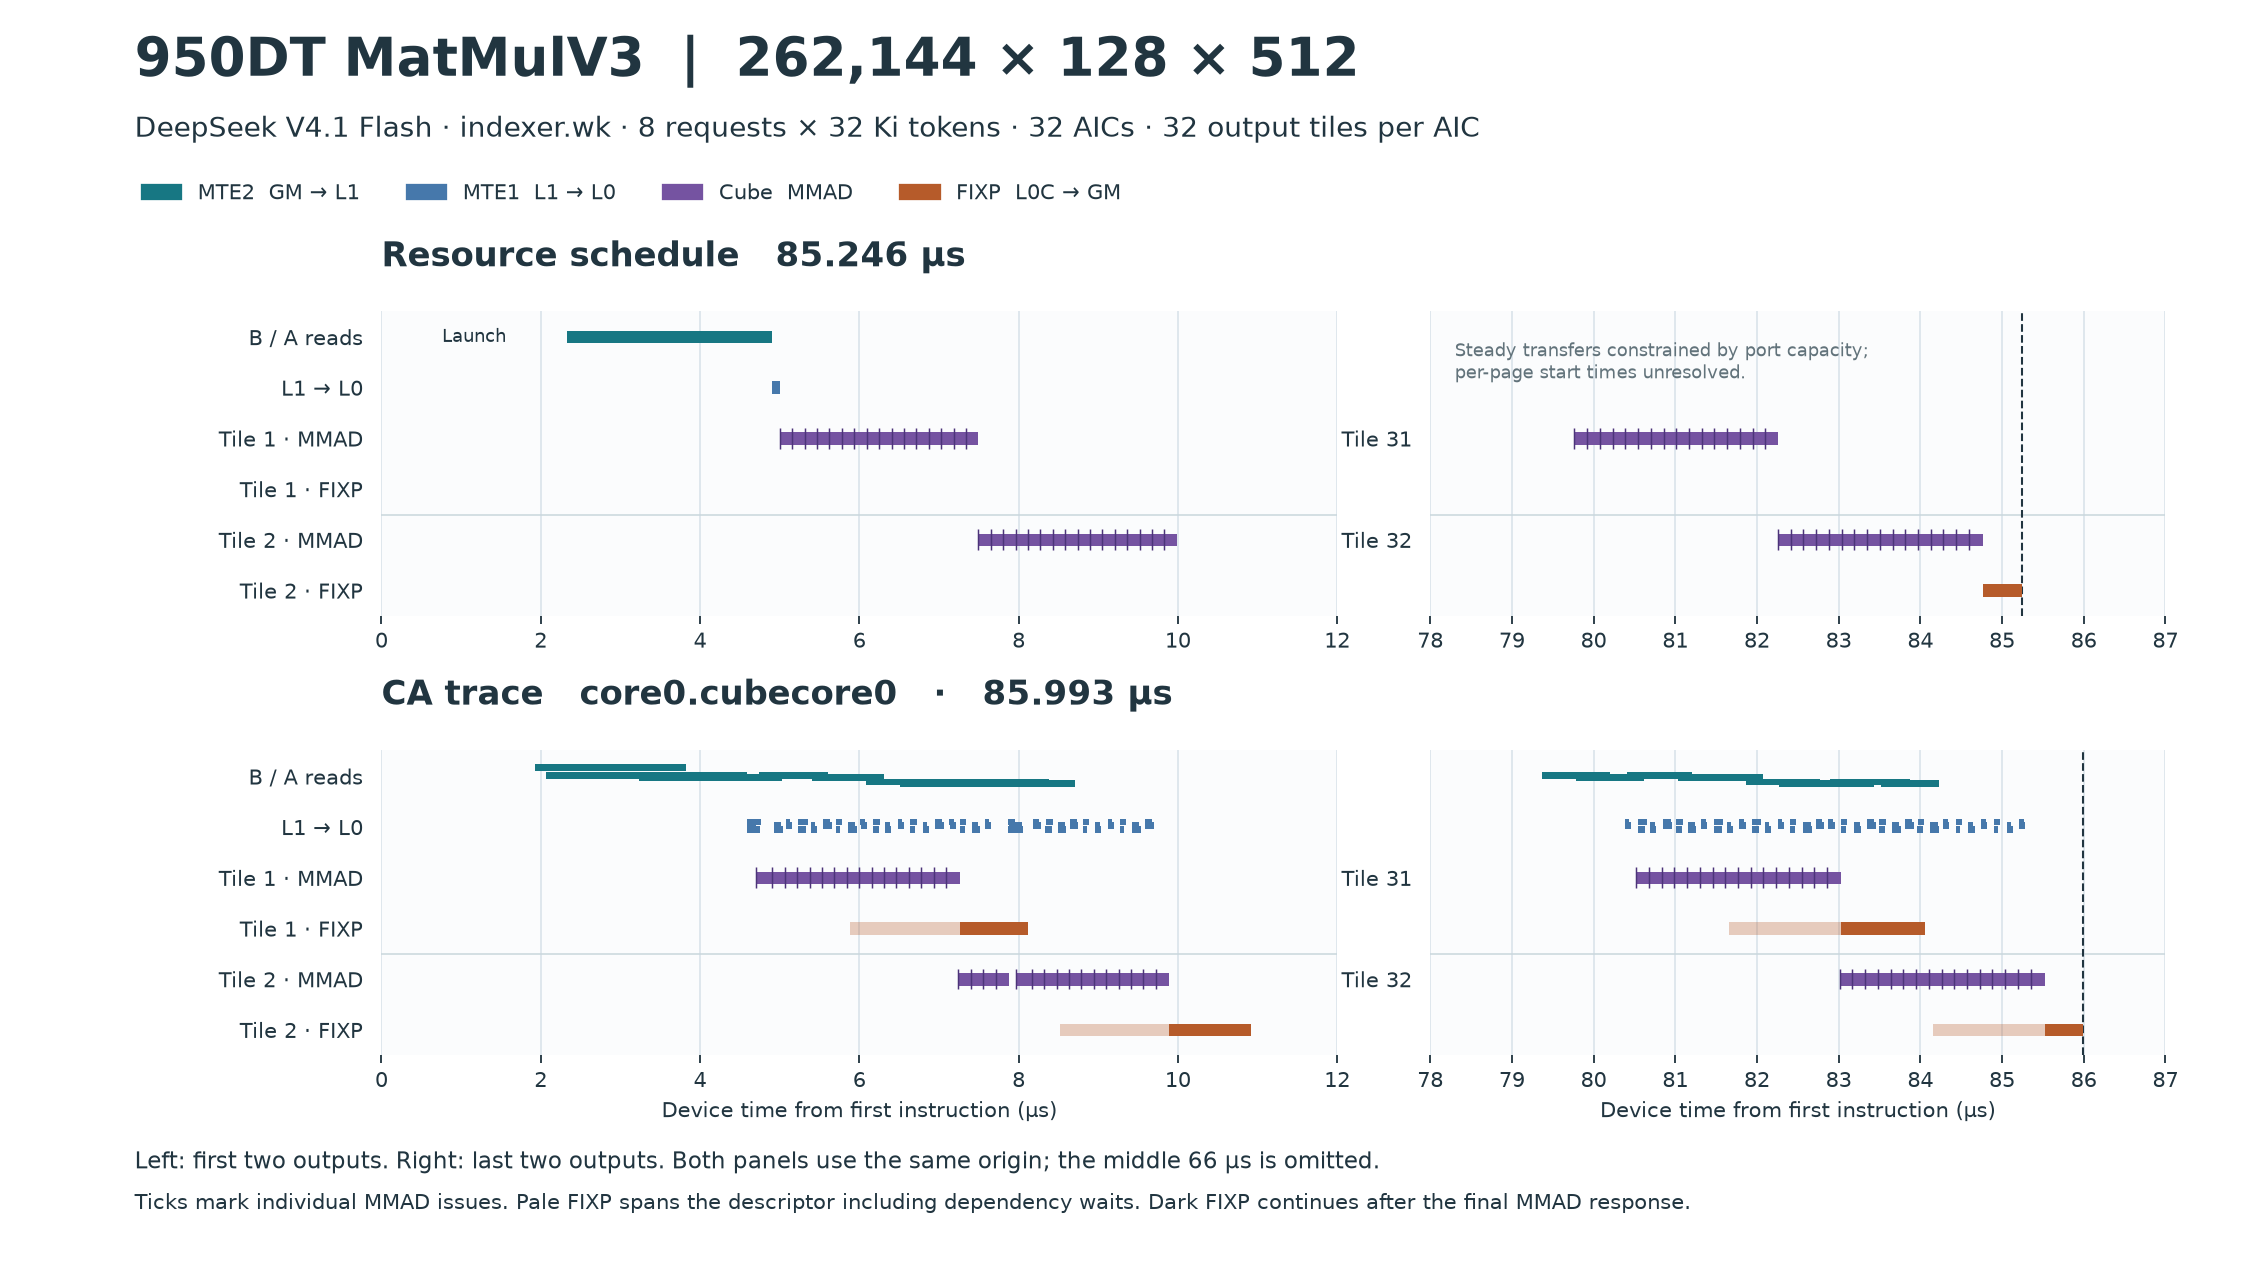 950DT MatMulV3 | 262,144 × 128 × 512
DeepSeek V4.1 Flash · indexer.wk · 8 requests × 32 Ki tokens · 32 AICs · 32 output tiles per AIC
MTE2 GM → L1 MTE1 L1 → L0 Cube MMAD FIXP L0C → GM
Resource schedule 85.246 µs
B / A reads
Launch
L1 → L0
Tile 1 · MMAD
Tile 1 · FIXP
Tile 2 · MMAD
Tile 2 · FIXP
0 2 4 6 8 10 12
Steady transfers constrained by port capacity;
per-page start times unresolved.
Tile 31
Tile 32
78 79 80 81 82 83 84 85 86 87
CA trace core0.cubecore0 · 85.993 µs
B / A reads
L1 → L0
Tile 1 · MMAD
Tile 1 · FIXP
Tile 2 · MMAD
Tile 2 · FIXP
0 2 4 6 8 10 12
Device time from first instruction (µs)
Tile 31
Tile 32
78 79 80 81 82 83 84 85 86 87
Device time from first instruction (µs)
Left: first two outputs. Right: last two outputs. Both panels use the same origin; the middle 66 µs is omitted.
Ticks mark individual MMAD issues. Pale FIXP spans the descriptor including dependency waits. Dark FIXP continues after the final MMAD response.